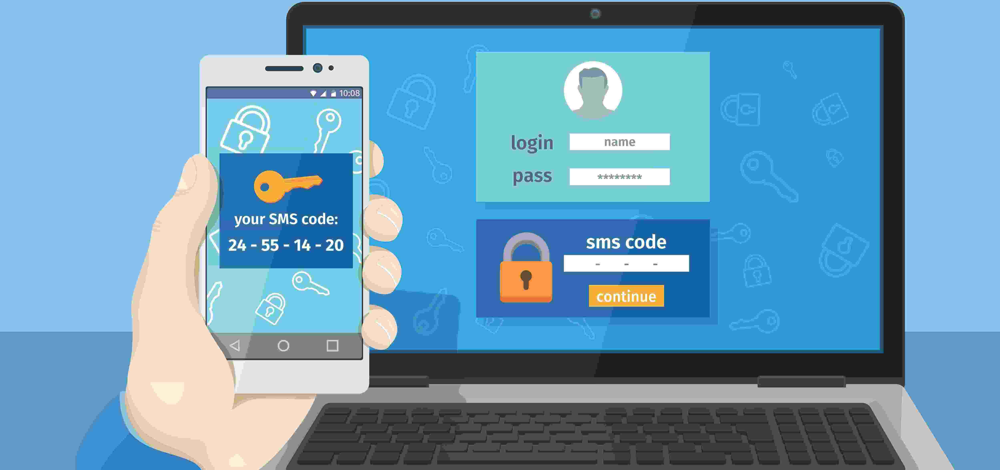 10:08
your SMS code:
24 - 55 - 14 - 20
login
name
pass
********
sms code
- - -
continue